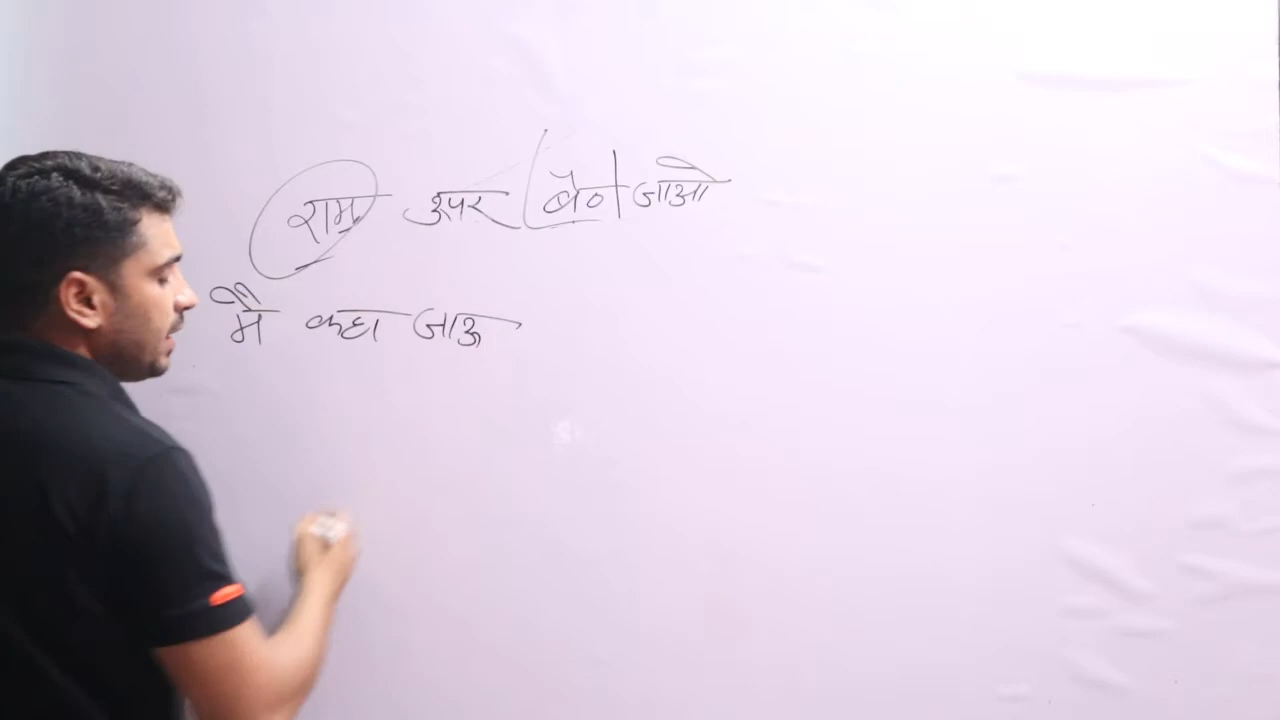 राम ऊपर बैठ जाओ
मै कहा जाऊ